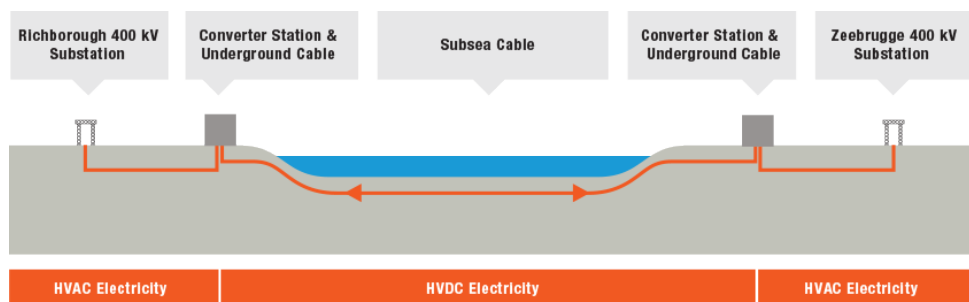 Richborough 400 kV
Substation
Converter Station &
Underground Cable
Subsea Cable
Converter Station &
Underground Cable
Zeebrugge 400 kV
Substation
HVAC Electricity
HVDC Electricity
HVAC Electricity